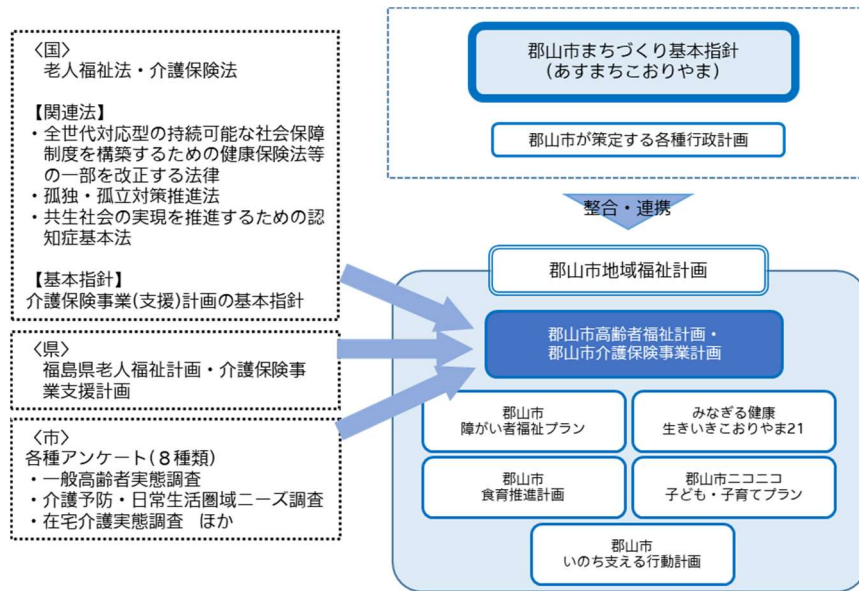 〈国〉
老人福祉法・介護保険法
【関連法】
・全世代対応型の持続可能な社会保障
制度を構築するための健康保険法等
の一部を改正する法律
・孤独・孤立対策推進法
・共生社会の実現を推進するための認
知症基本法
【基本指針】
介護保険事業(支援)計画の基本指針
〈県〉
福島県老人福祉計画・介護保険事
業支援計画
〈市〉
各種アンケート(８種類)
・一般高齢者実態調査
・介護予防・日常生活圏域ニーズ調査
・在宅介護実態調査　ほか
郡山市まちづくり基本指針
(あすまちこおりやま)
郡山市が策定する各種行政計画
整合・連携
郡山市地域福祉計画
郡山市高齢者福祉計画・
郡山市介護保険事業計画
郡山市
障がい者福祉プラン
みなぎる健康
生きいきこおりやま21
郡山市
食育推進計画
郡山市ニコニコ
子ども・子育てプラン
郡山市
いのち支える行動計画